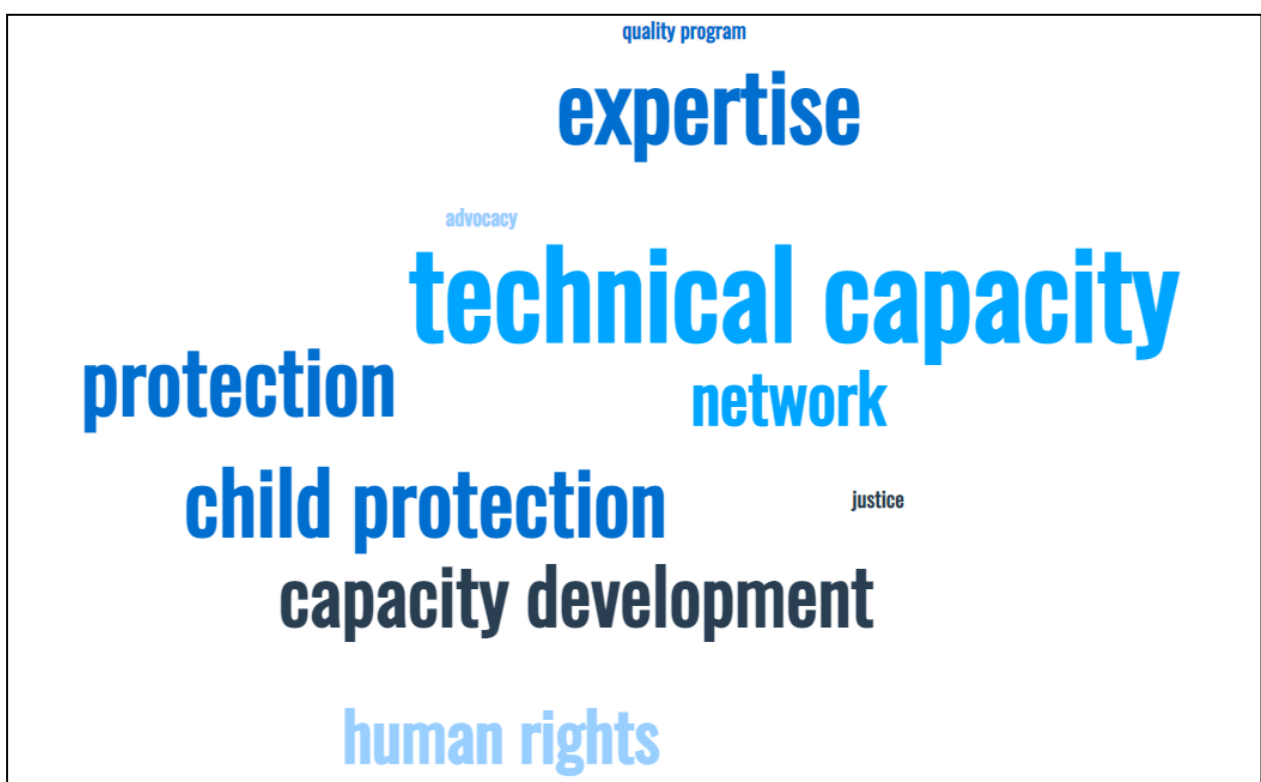 quality program
expertise
advocacy
technical capacity
protection
network
child protection
justice
capacity development
human rights